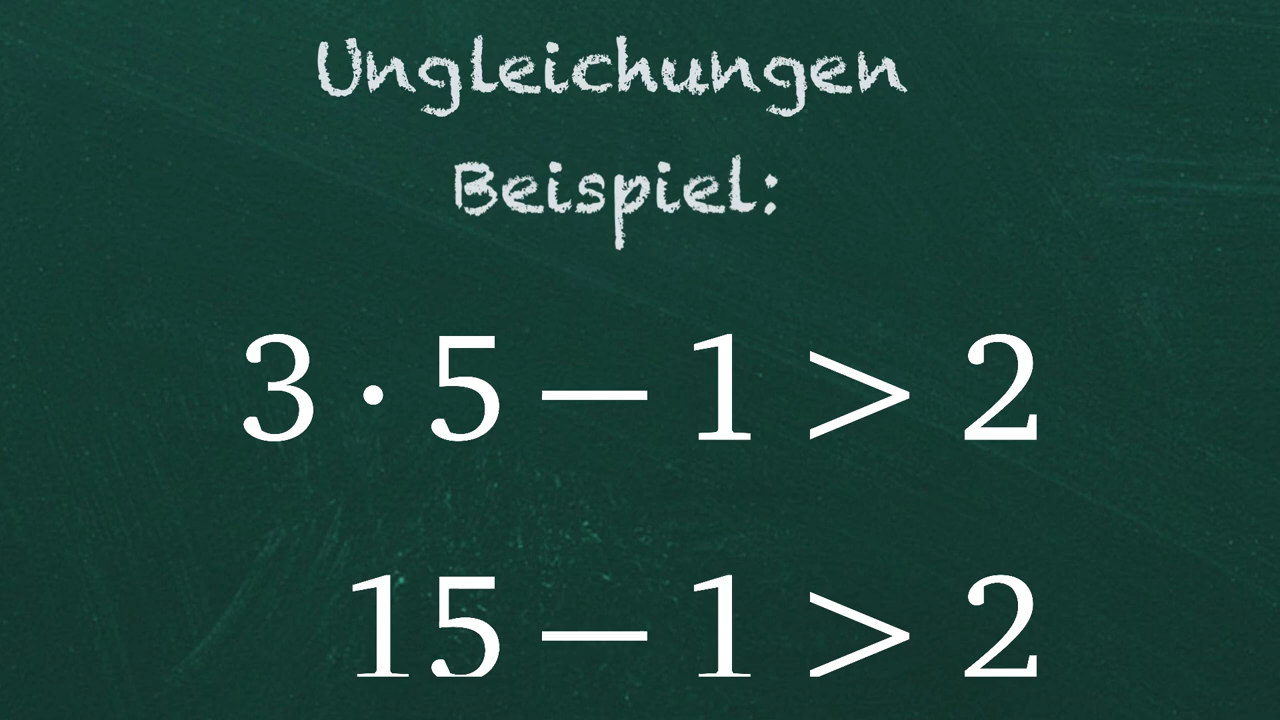 Ungleichungen
Beispiel:
3 · 5 — 1 > 2
15 — 1 > 2